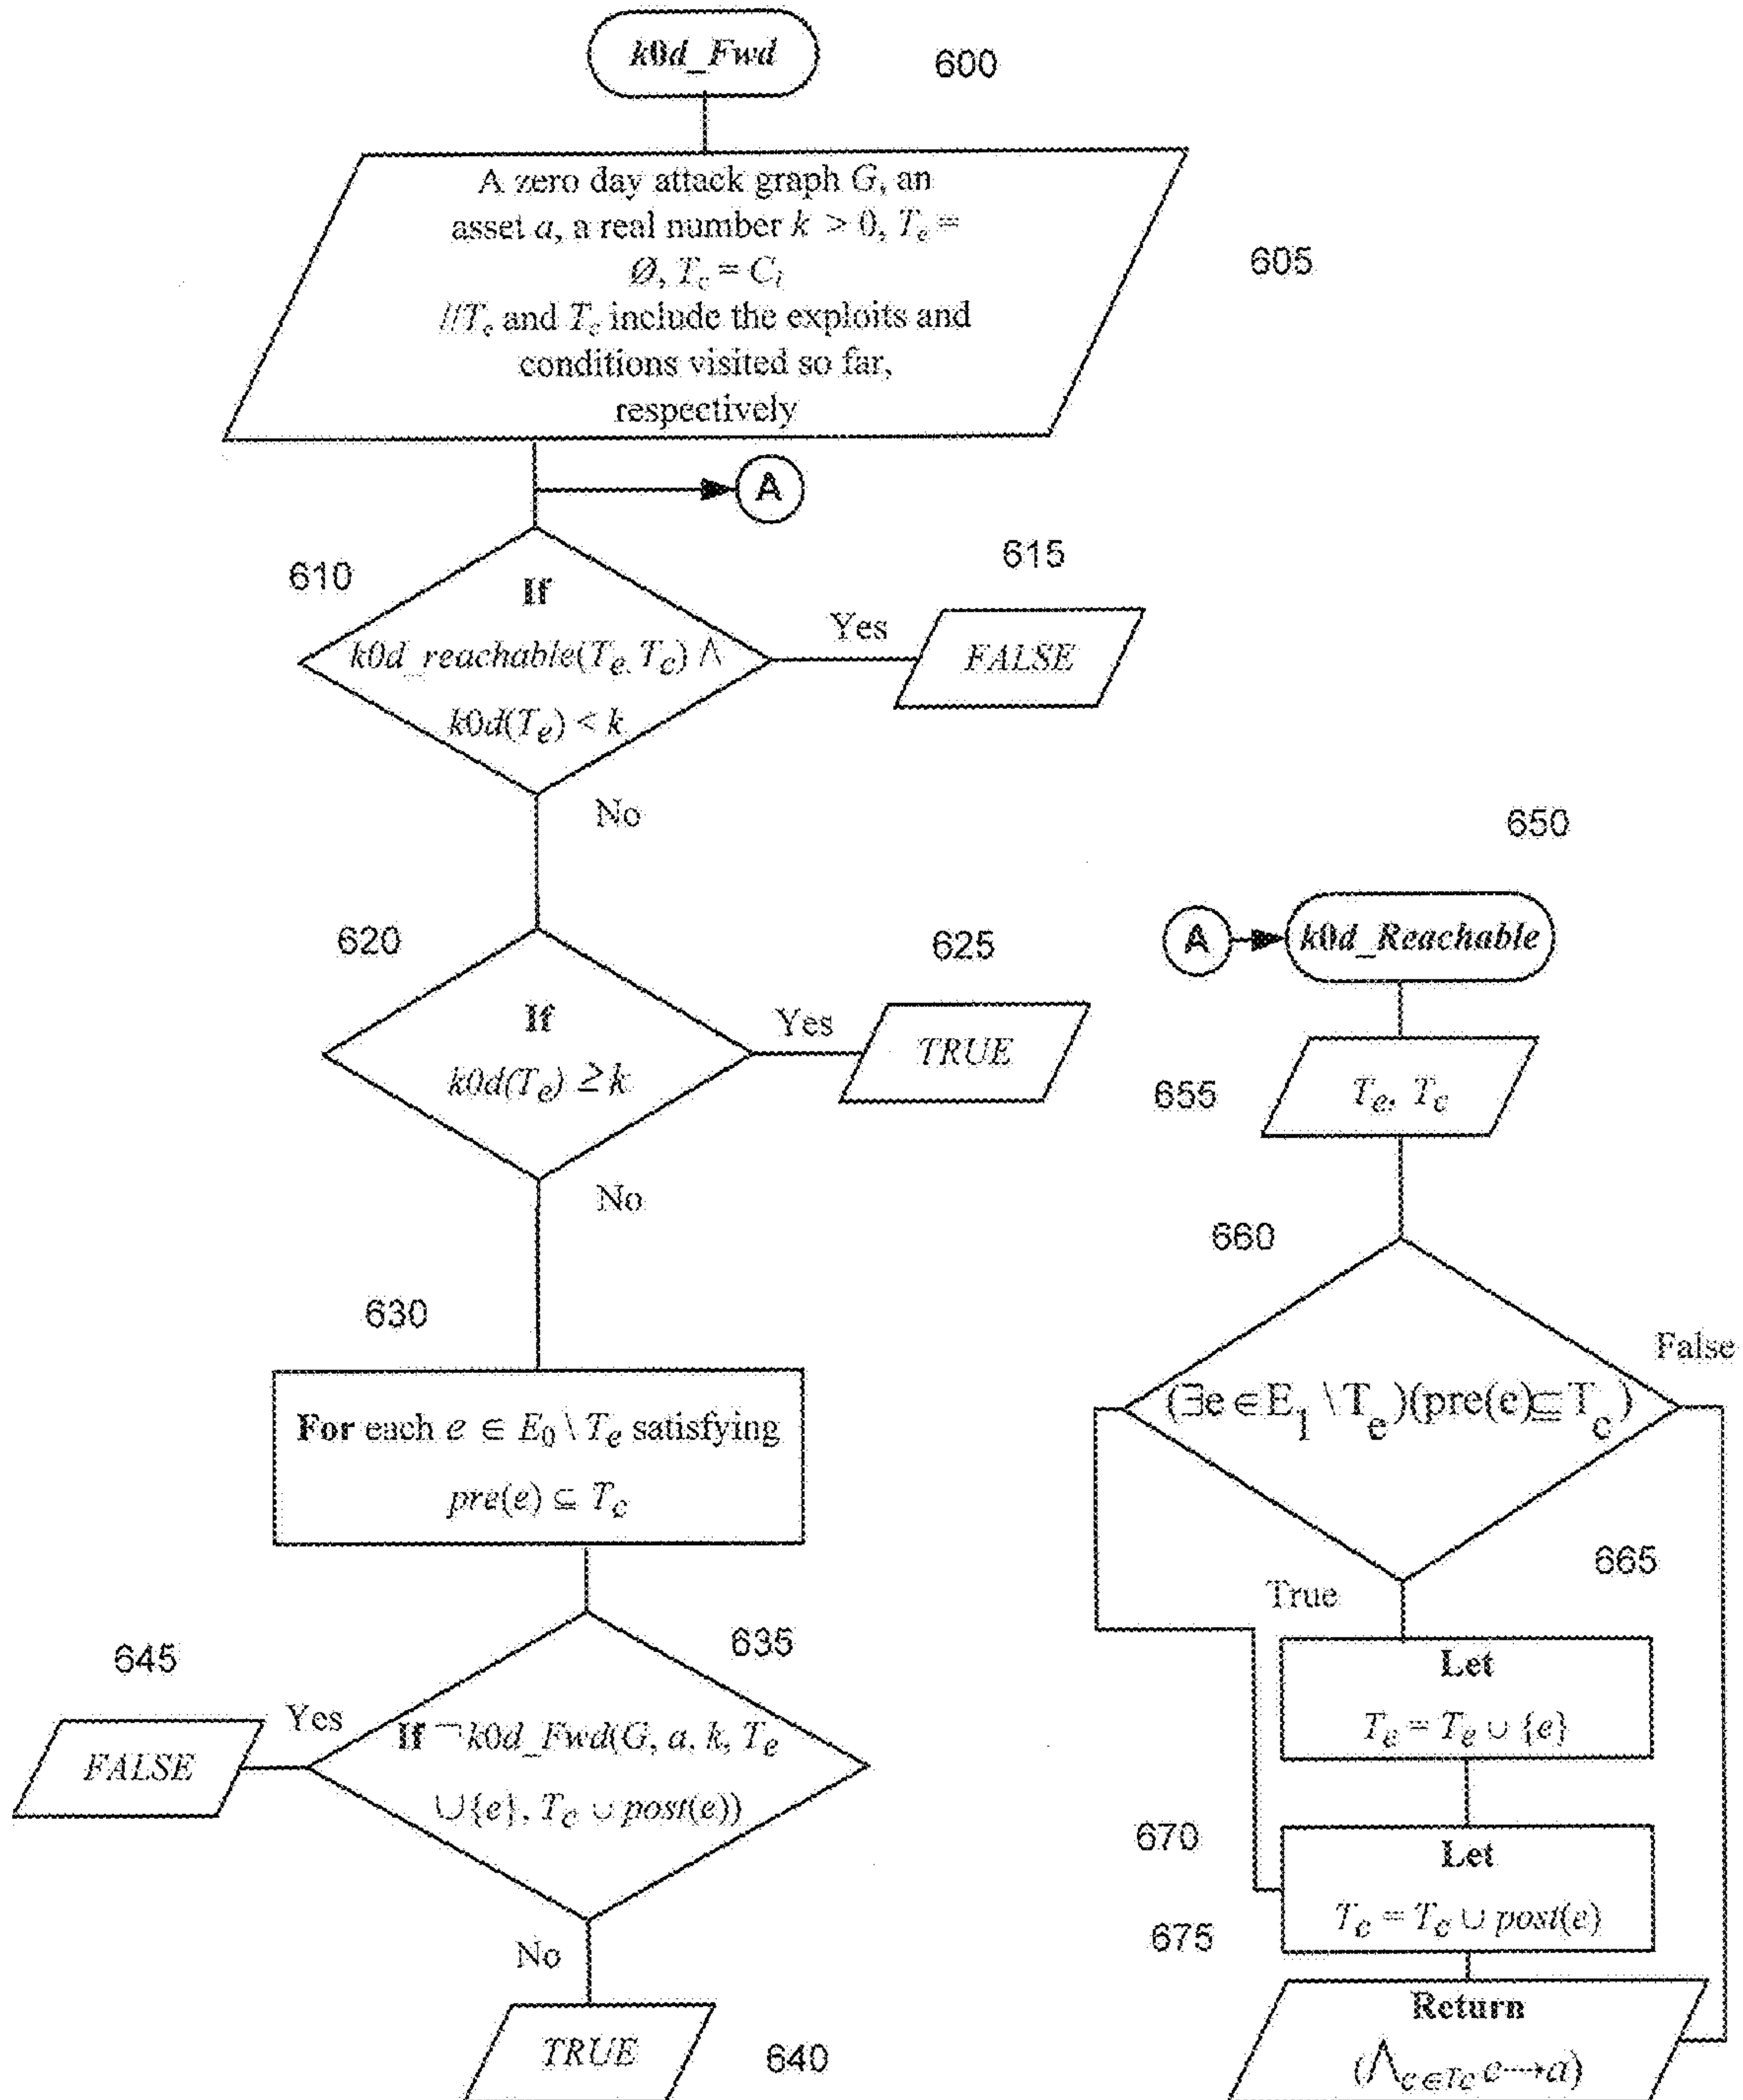 k0d_Fwd
600
A zero day attack graph G, an
asset a, a real number k > 0, Te =
Ø, Tc = Ci
//Te and Tc include the exploits and
conditions visited so far,
respectively
605
A
610
If
k0d_reachable(Te, Tc) ∧
k0d(Te) < k
Yes
615
FALSE
No
620
If
k0d(Te) ≥ k
Yes
625
TRUE
No
630
For each e ∈ E0 \ Te satisfying
pre(e) ⊆ Tc
635
If ¬k0d_Fwd(G, a, k, Te
∪{e}, Tc ∪ post(e))
Yes
645
FALSE
No
TRUE
640
650
A
k0d_Reachable
655
Te, Tc
660
(∃e ∈ E1 \ Te)(pre(e) ⊆ Tc)
False
665
True
Let
Te = Te ∪ {e}
670
Let
Tc = Tc ∪ post(e)
675
Return
(⋀c∈Tc c→a)